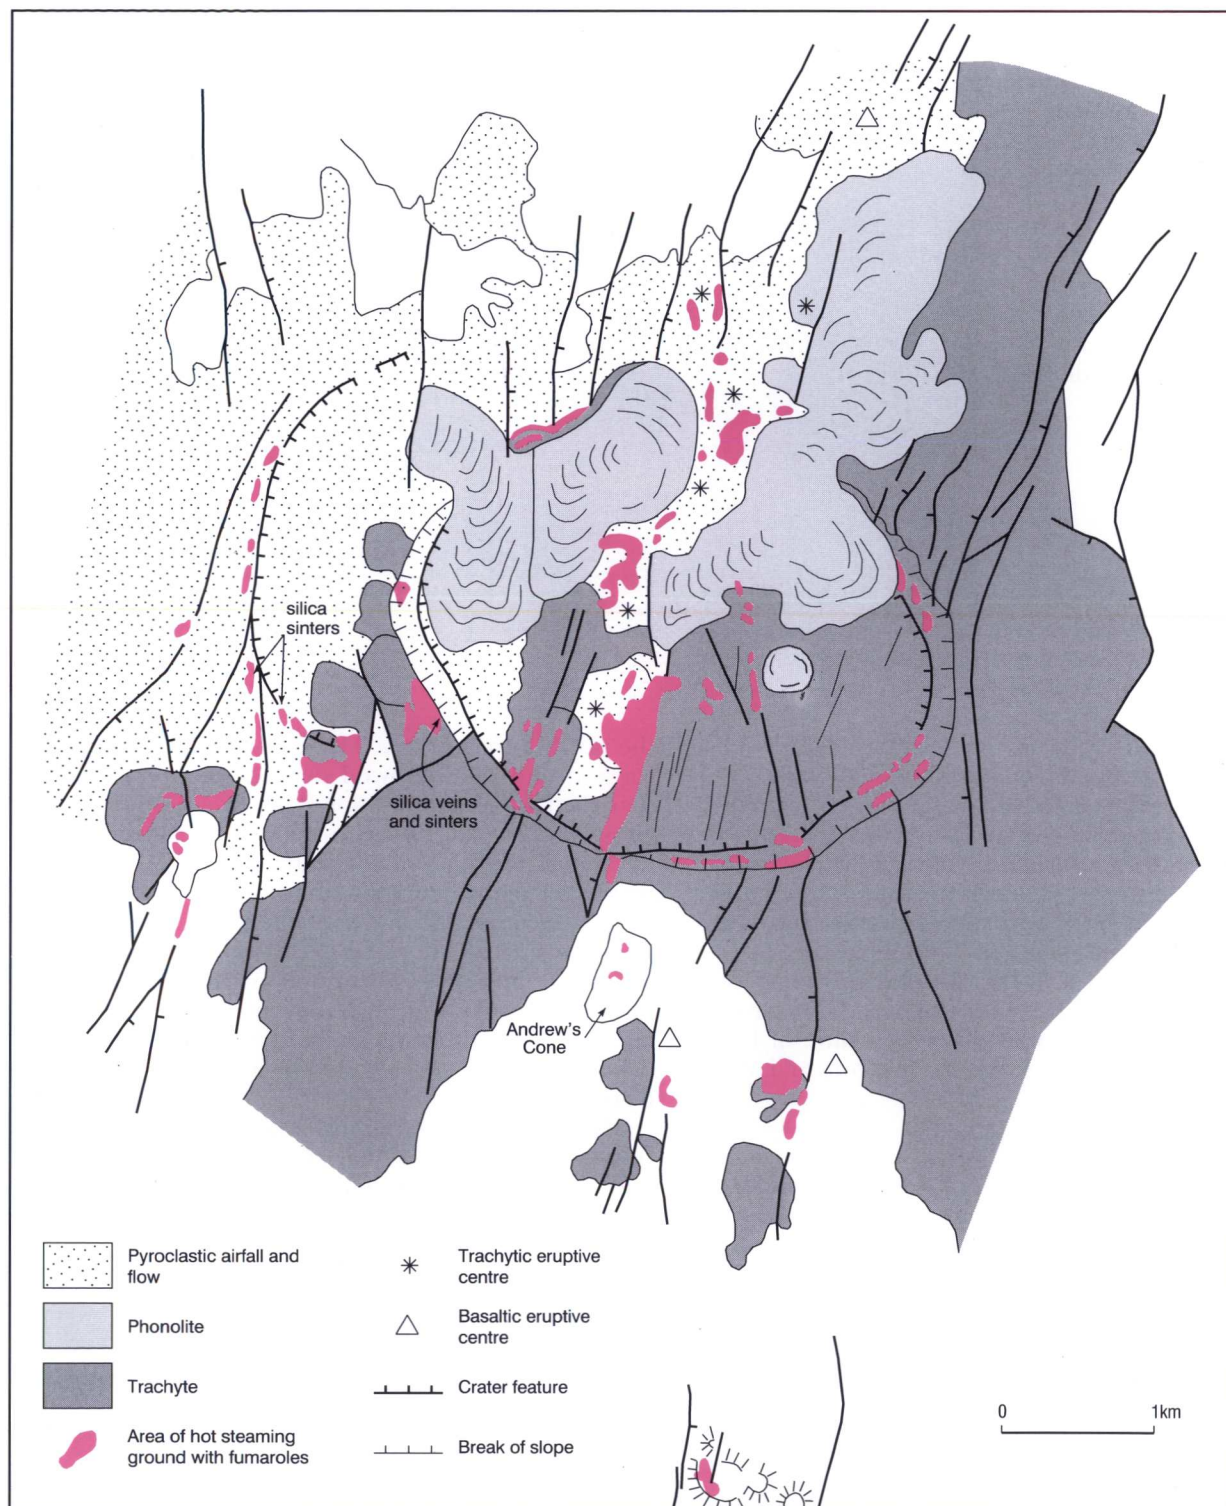 silica
sinters
silica veins
and sinters
Andrew's
Cone
Pyroclastic airfall and
flow
Phonolite
Trachyte
Area of hot steaming
ground with fumaroles
Trachytic eruptive
centre
Basaltic eruptive
centre
Crater feature
Break of slope
0 1km